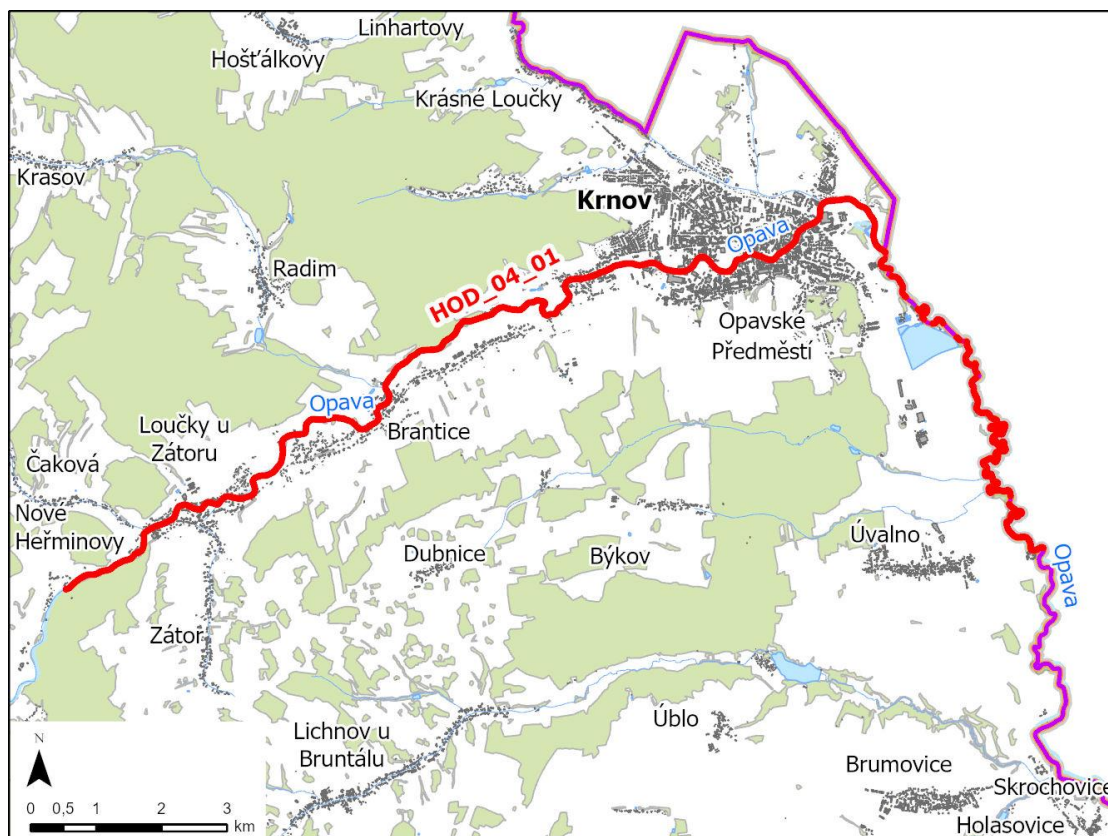 Linhartovy
Hošťálkovy
Krásné Loučky
Krasov
Krnov
Opava
Radim
HOD_04_01
Opavské
Předměstí
Opava
Loučky u
Zátoru
Brantice
Čaková
Nové
Heřminovy
Dubnice
Býkov
Úvalno
Opava
Zátor
Lichnov u
Bruntálu
Úblo
Brumovice
Skrochovice
Holasovice
N
0 0,5 1 2 3
km